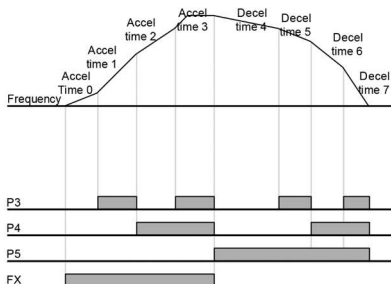 Accel
time 3
Decel
time 4
Decel
time 5
Accel
time 2
Decel
time 6
Accel
time 1
Accel
Time 0
Decel
time 7
Frequency
P3
P4
P5
FX